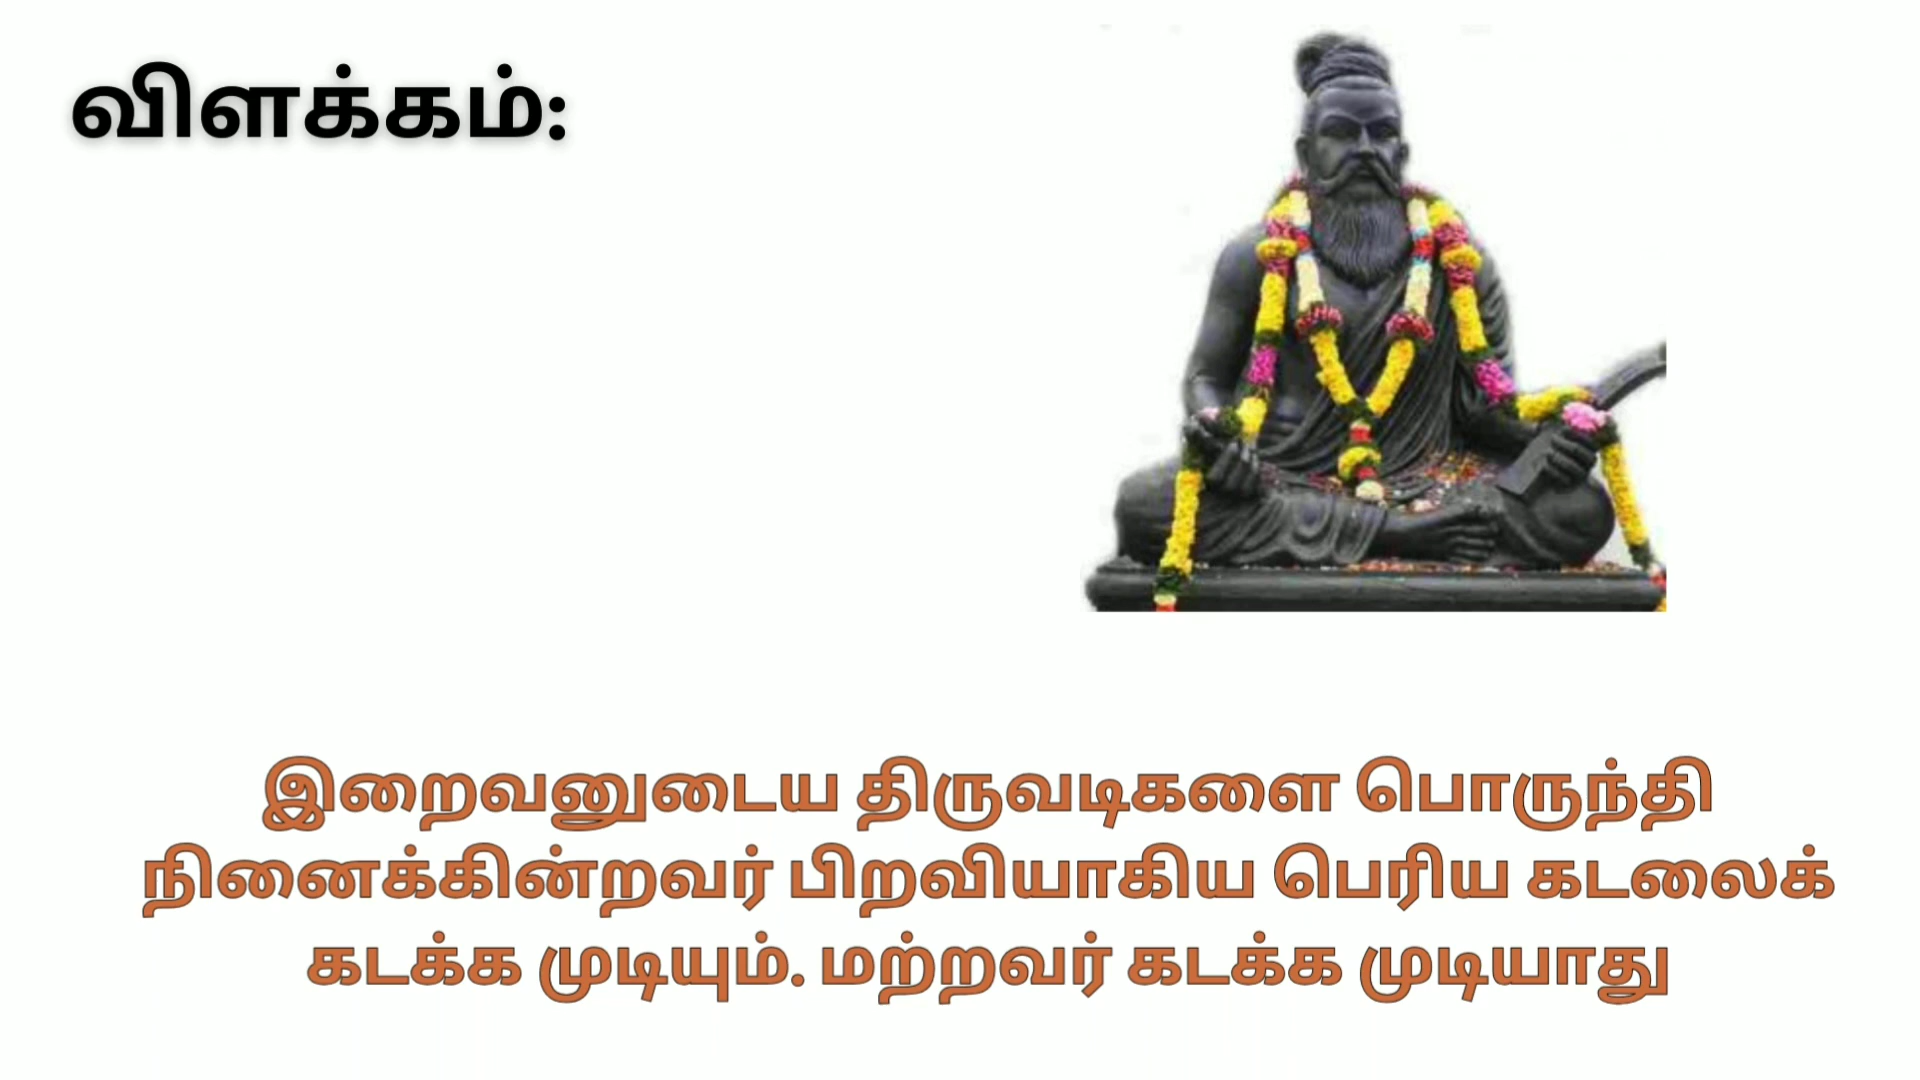 விளக்கம்:
இறைவனுடைய திருவடிகளை பொருந்தி
நினைக்கின்றவர் பிறவியாகிய பெரிய கடலைக்
கடக்க முடியும். மற்றவர் கடக்க முடியாது